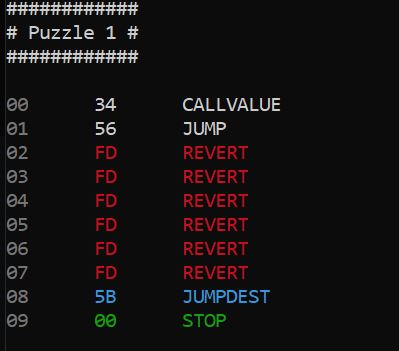 ############
# Puzzle 1 #
############
00 34 CALLVALUE
01 56 JUMP
02 FD REVERT
03 FD REVERT
04 FD REVERT
05 FD REVERT
06 FD REVERT
07 FD REVERT
08 5B JUMPDEST
09 00 STOP